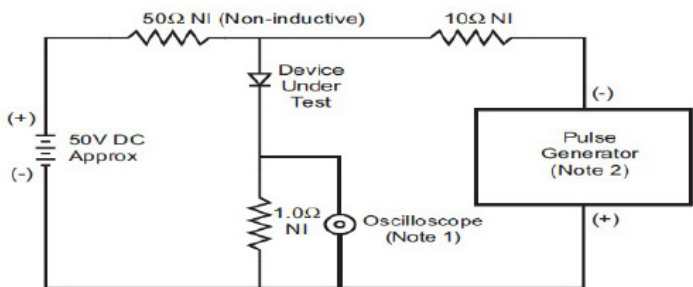 50Ω NI (Non-inductive)
10Ω NI
Device
Under
Test
(+)
50V DC
Approx
(-)
(-)
Pulse
Generator
(Note 2)
(+)
1.0Ω
NI
Oscilloscope
(Note 1)